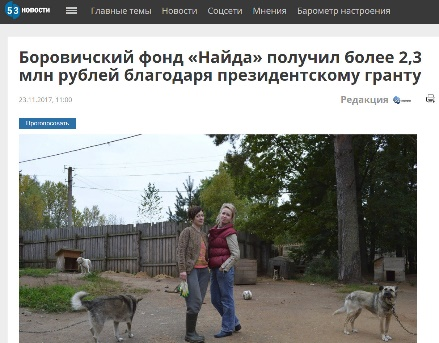 53 НОВОСТИ Главные темы Новости Соцсети Мнения Барометр настроения
Боровичский фонд «Найда» получил более 2,3
млн рублей благодаря президентскому гранту
23.11.2017, 11:00 Редакция
Проголосовать